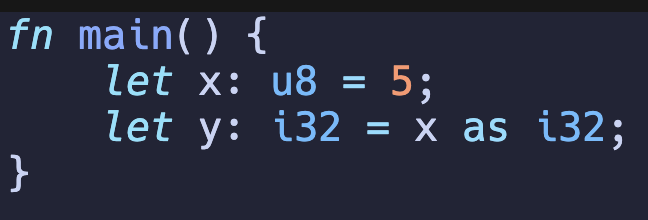 fn main() {
    let x: u8 = 5;
    let y: i32 = x as i32;
}